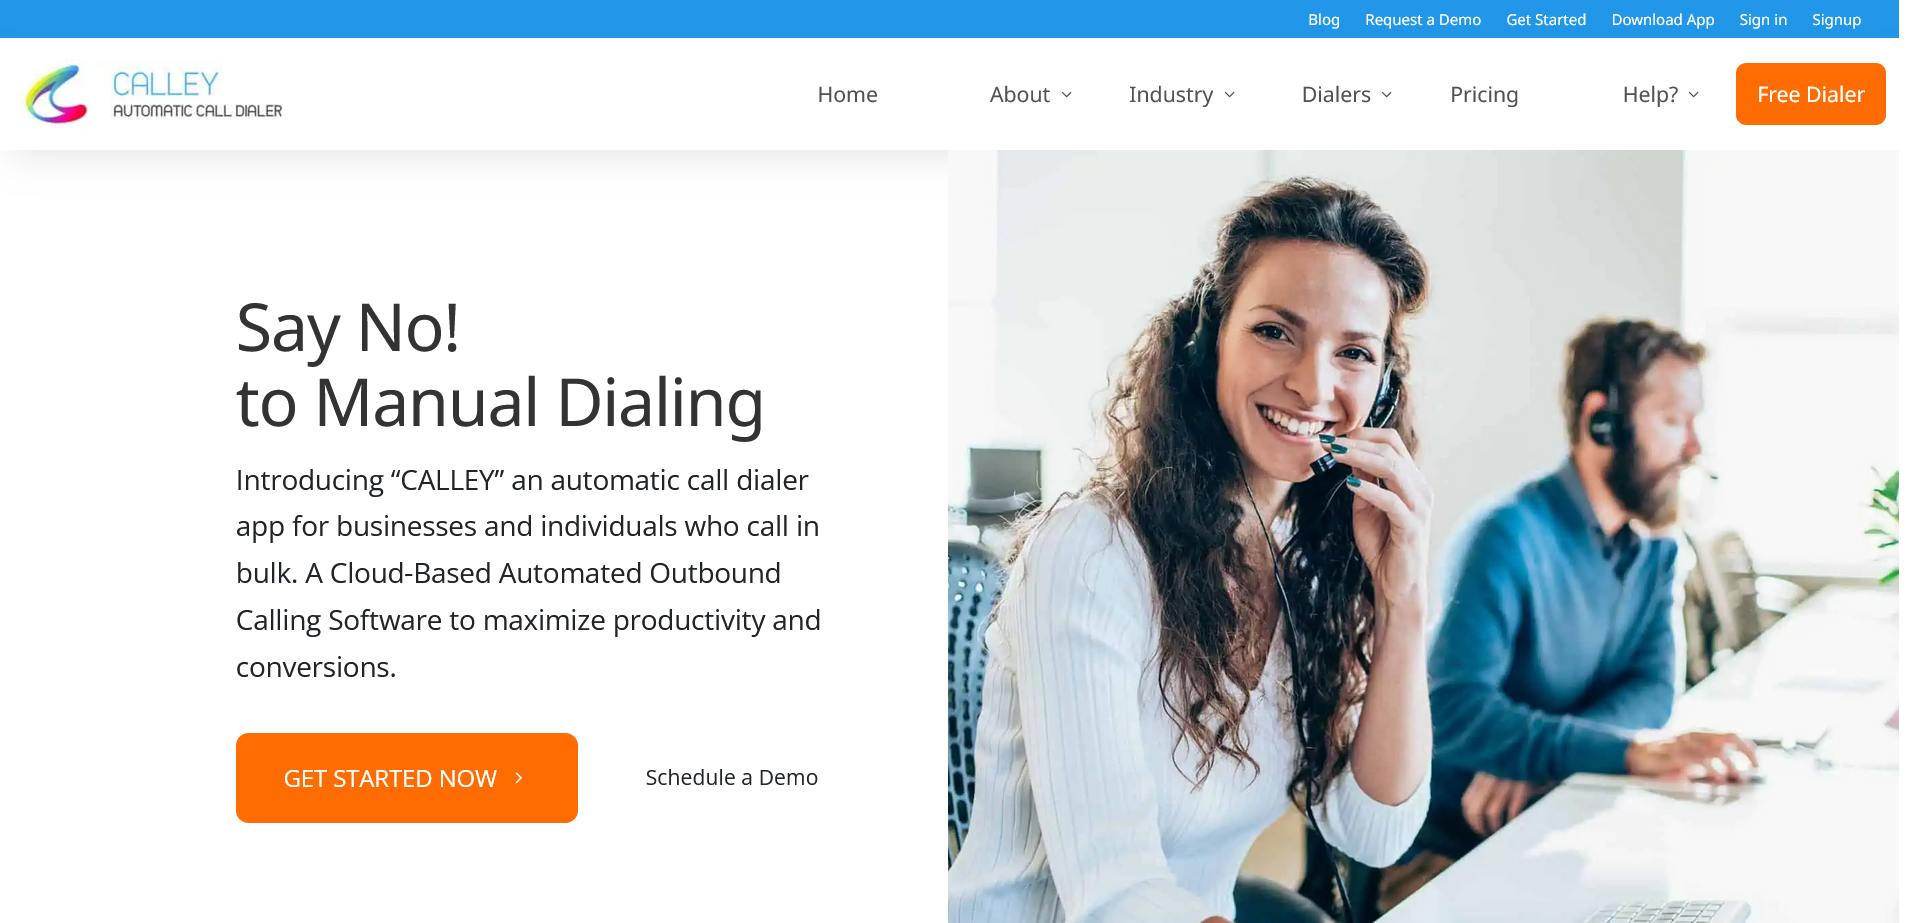 Blog Request a Demo Get Started Download App Sign in Signup
CALLEY
AUTOMATIC CALL DIALER
Home About Industry Dialers Pricing Help? Free Dialer
Say No!
to Manual Dialing
Introducing “CALLEY” an automatic call dialer
app for businesses and individuals who call in
bulk. A Cloud-Based Automated Outbound
Calling Software to maximize productivity and
conversions.
GET STARTED NOW Schedule a Demo